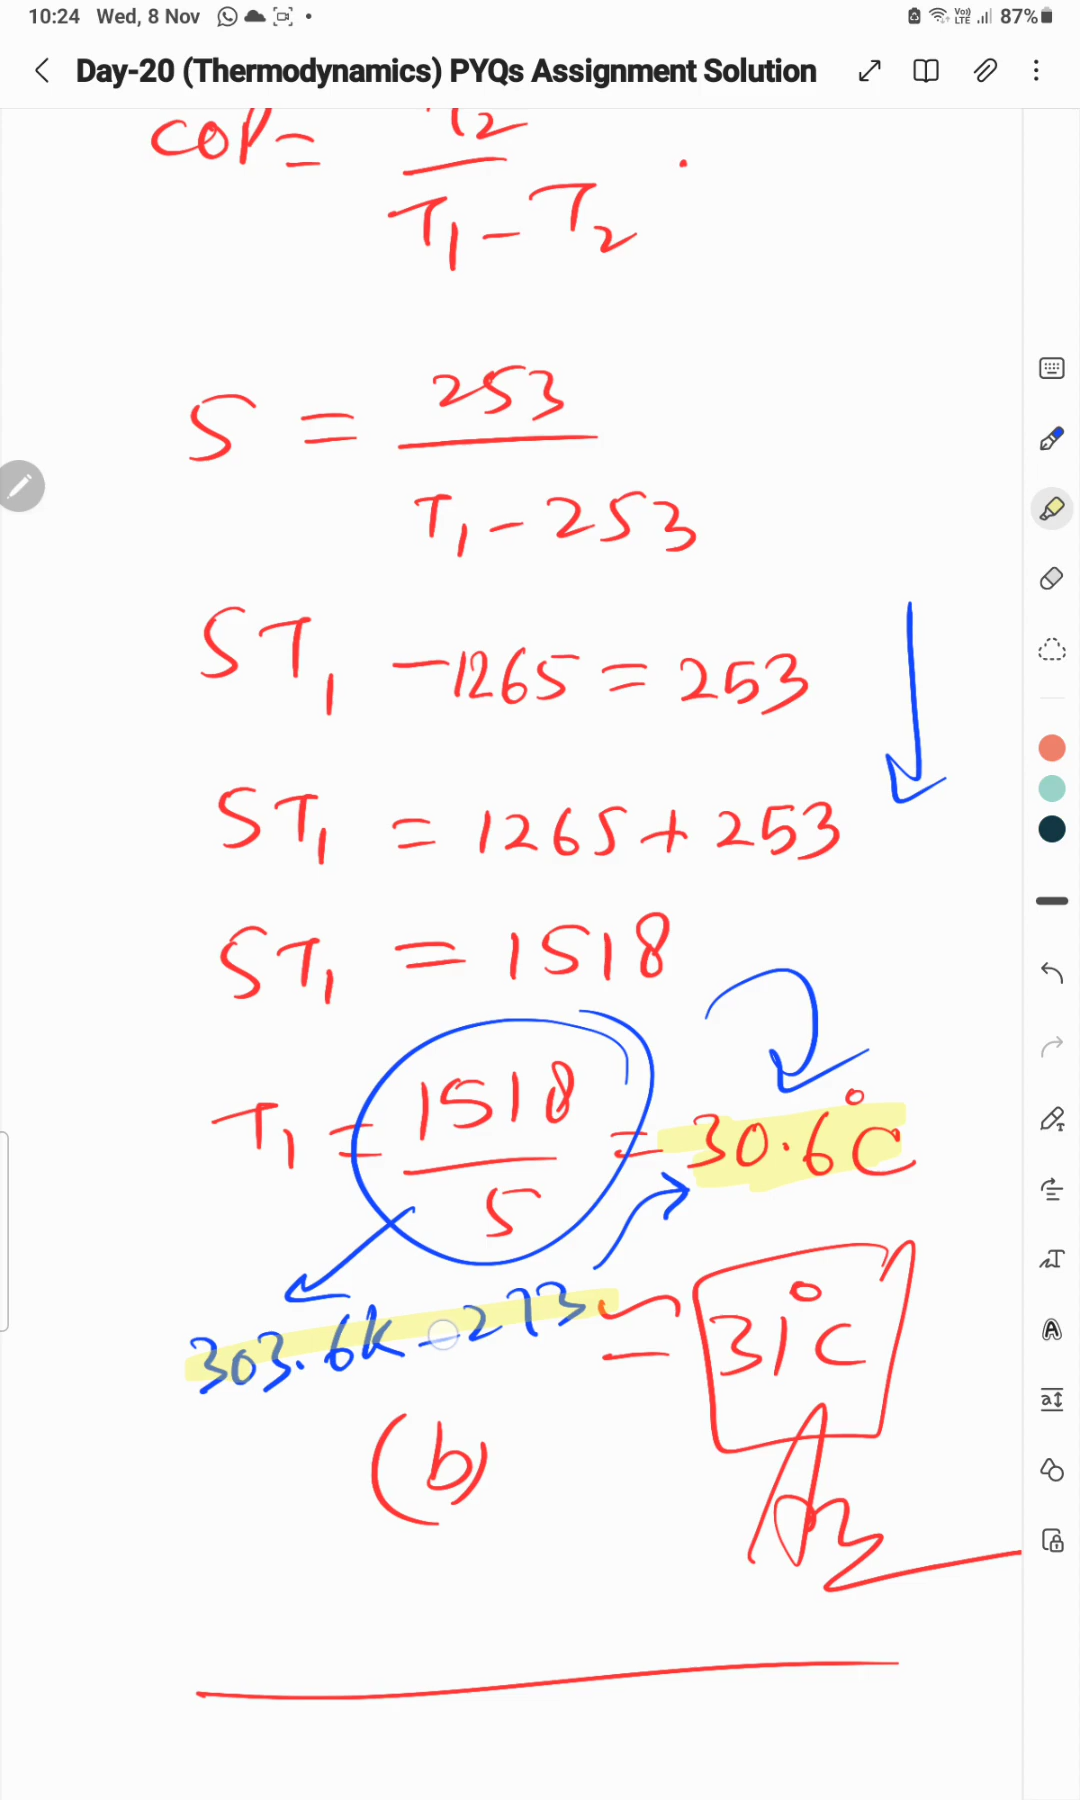 10:24 Wed, 8 Nov 87%
Day-20 (Thermodynamics) PYQs Assignment Solution
COP = T2
T1 - T2
5 = 253
T1 - 253
5T1 - 1265 = 253
5T1 = 1265 + 253
5T1 = 1518
T1 = 1518 = 30.6°C
5
303.6K - 273
≈ 31°C
(b)